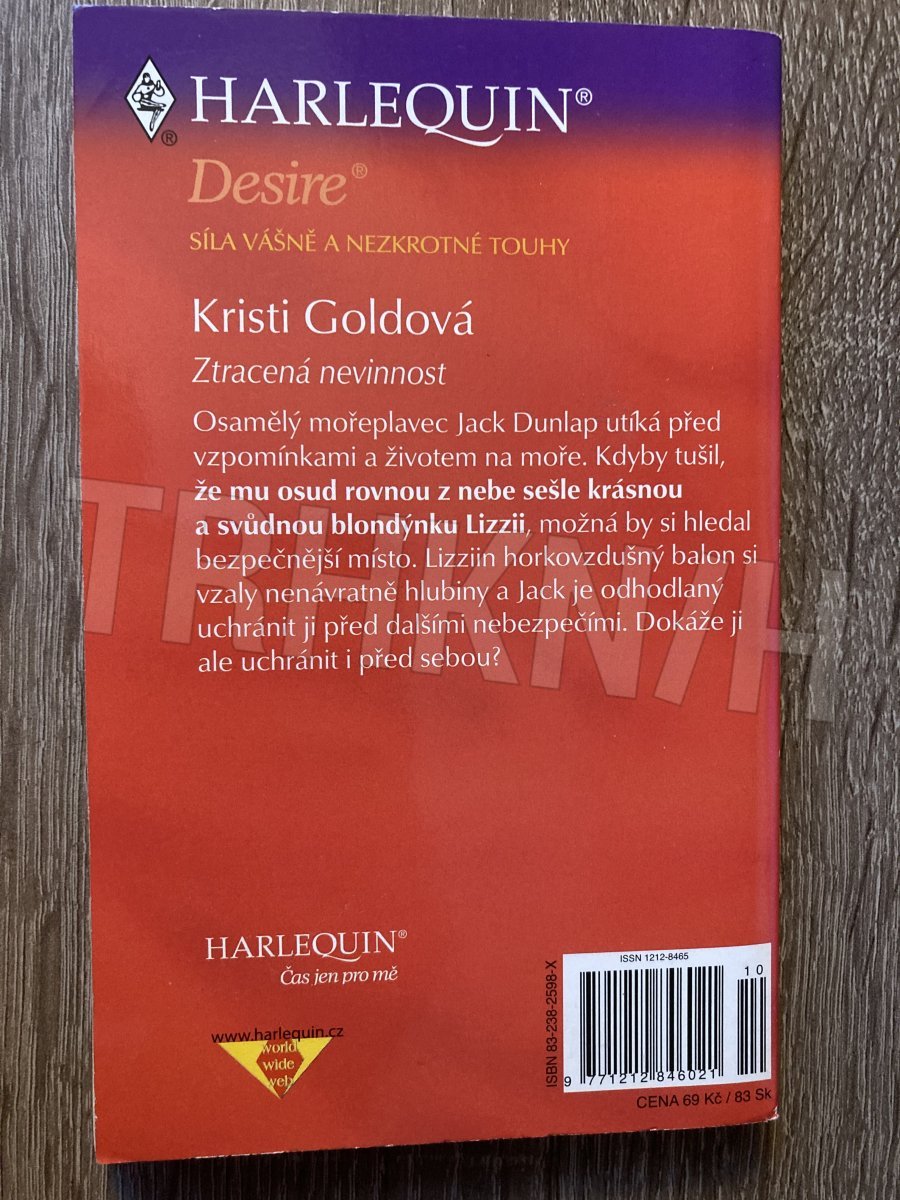 HARLEQUIN®
®
Desire®
SÍLA VÁŠNĚ A NEZKROTNÉ TOUHY
Kristi Goldová
Ztracená nevinnost
Osamělý mořeplavec Jack Dunlap utíká před
vzpomínkami a životem na moře. Kdyby tušil,
že mu osud rovnou z nebe sešle krásnou
a svůdnou blondýnku Lizzii, možná by si hledal
bezpečnější místo. Lizziin horkovzdušný balon si
vzaly nenávratně hlubiny a Jack je odhodlaný
uchránit ji před dalšími nebezpečími. Dokáže ji
ale uchránit i před sebou?
TRHKNIH
HARLEQUIN®
Čas jen pro mě
www.harlequin.cz
world
wide
web
ISBN 83-238-2598-X
ISSN 1212-8465
10
9 771212 846021
CENA 69 Kč / 83 Sk